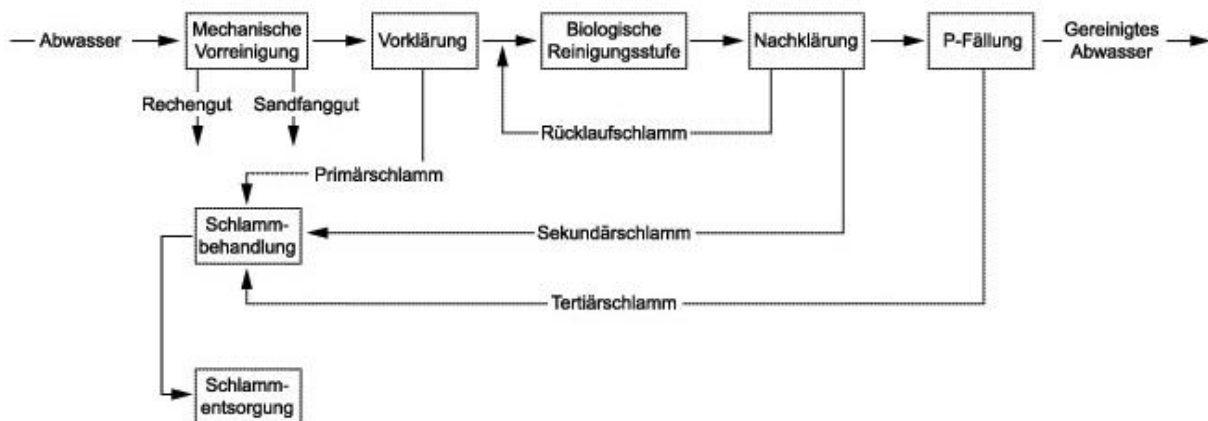 Abwasser
Mechanische
Vorreinigung
Vorklärung
Biologische
Reinigungsstufe
Nachklärung
P-Fällung
Gereinigtes
Abwasser
Rechengut
Sandfanggut
Rücklaufschlamm
Primärschlamm
Schlamm-
behandlung
Sekundärschlamm
Tertiärschlamm
Schlamm-
entsorgung